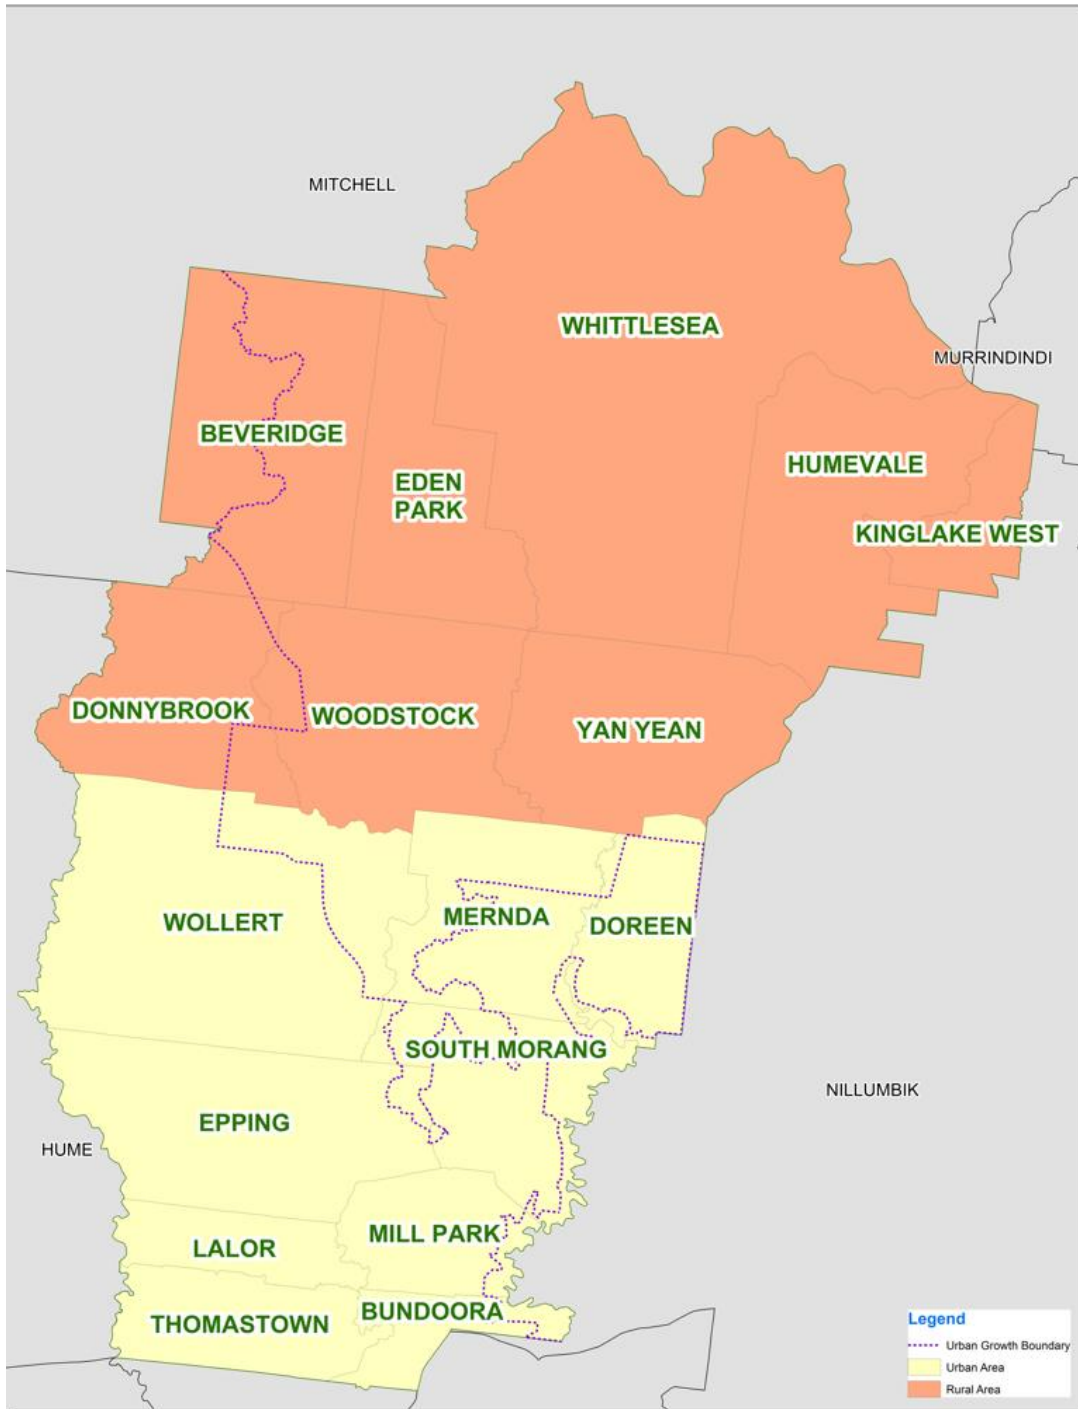 MITCHELL
WHITTLESEA
MURRINDINDI
BEVERIDGE
HUMEVALE
EDEN
PARK
KINGLAKE WEST
DONNYBROOK
WOODSTOCK
YAN YEAN
WOLLERT
MERNDA
DOREEN
SOUTH MORANG
NILLUMBIK
EPPING
HUME
MILL PARK
LALOR
BUNDOORA
THOMASTOWN
Legend
Urban Growth Boundary
Urban Area
Rural Area